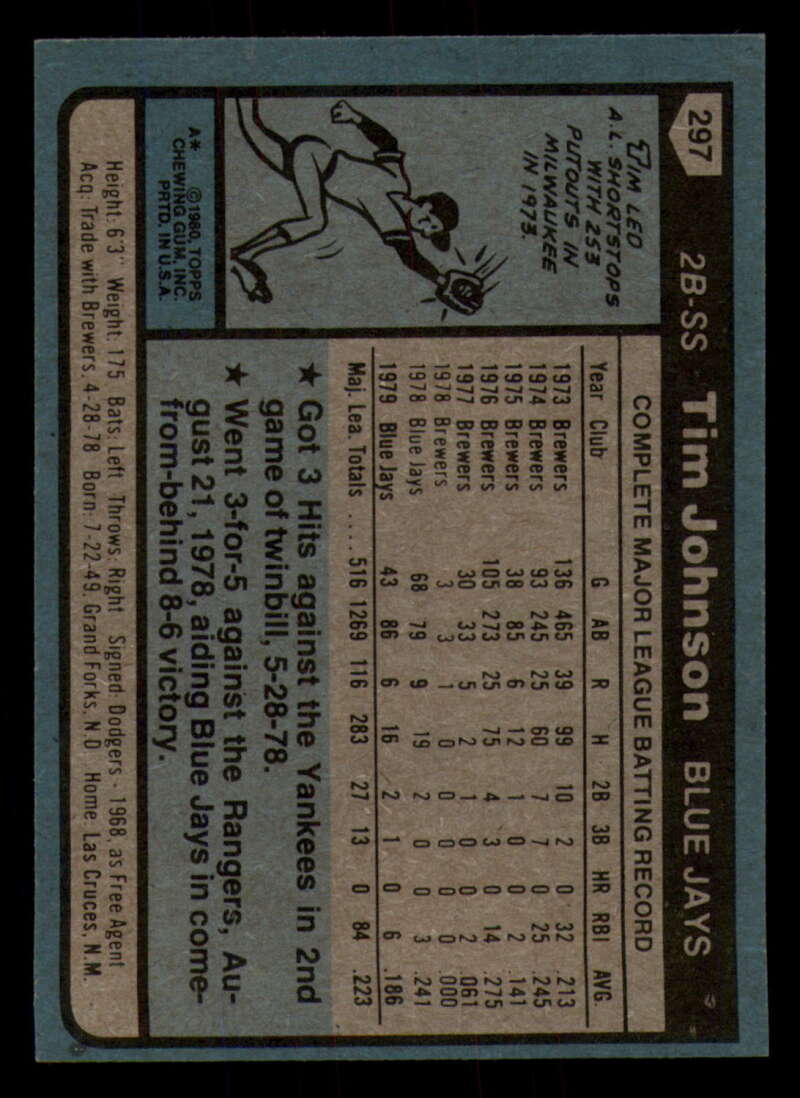 297 2B-SS Tim Johnson BLUE JAYS
TIM LED
A.L. SHORTSTOPS
WITH 253
PUTOUTS IN
MILWAUKEE
IN 1973.
A* ©1980, TOPPS
CHEWING GUM, INC.
PRTD. IN U.S.A.
COMPLETE MAJOR LEAGUE BATTING RECORD
Year Club G AB R H 2B 3B HR RBI AVG.
1973 Brewers 136 465 39 99 10 2 0 32 .213
1974 Brewers 93 245 25 60 7 7 0 25 .245
1975 Brewers 38 85 6 12 1 0 0 2 .141
1976 Brewers 105 273 25 75 4 3 0 14 .275
1977 Brewers 30 33 5 2 1 0 0 2 .061
1978 Brewers 3 3 1 0 0 0 0 0 .000
1978 Blue Jays 68 79 9 19 2 0 0 3 .241
1979 Blue Jays 43 86 6 16 2 1 0 6 .186
Maj. Lea. Totals .... 516 1269 116 283 27 13 0 84 .223
★ Got 3 Hits against the Yankees in 2nd
game of twinbill, 5-28-78.
★ Went 3-for-5 against the Rangers, Au-
gust 21, 1978, aiding Blue Jays in come-
from-behind 8-6 victory.
Height: 6'3" Weight: 175 Bats: Left Throws: Right Signed: Dodgers - 1968, as Free Agent
Acq: Trade with Brewers, 4-28-78 Born: 7-22-49, Grand Forks, N.D. Home: Las Cruces, N.M.